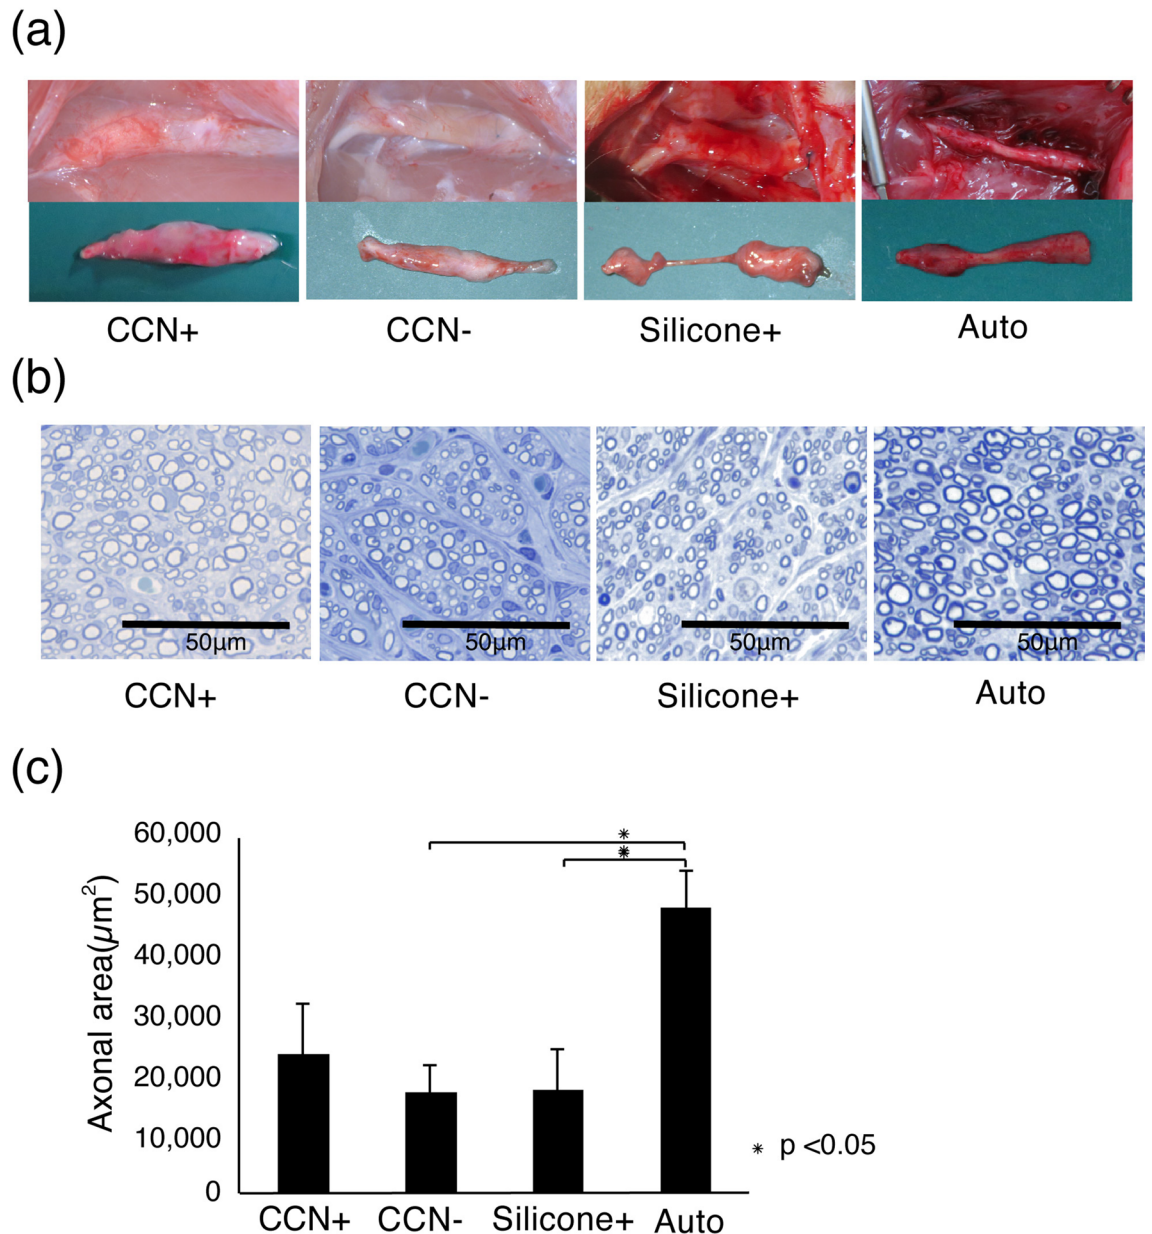 (a)
CCN+ CCN- Silicone+ Auto
(b)
50µm 50µm 50µm 50µm
CCN+ CCN- Silicone+ Auto
(c)
60,000
50,000
40,000
30,000
20,000
10,000
0
Axonal area(µm²)
* 
*
* p <0.05
CCN+ CCN- Silicone+ Auto